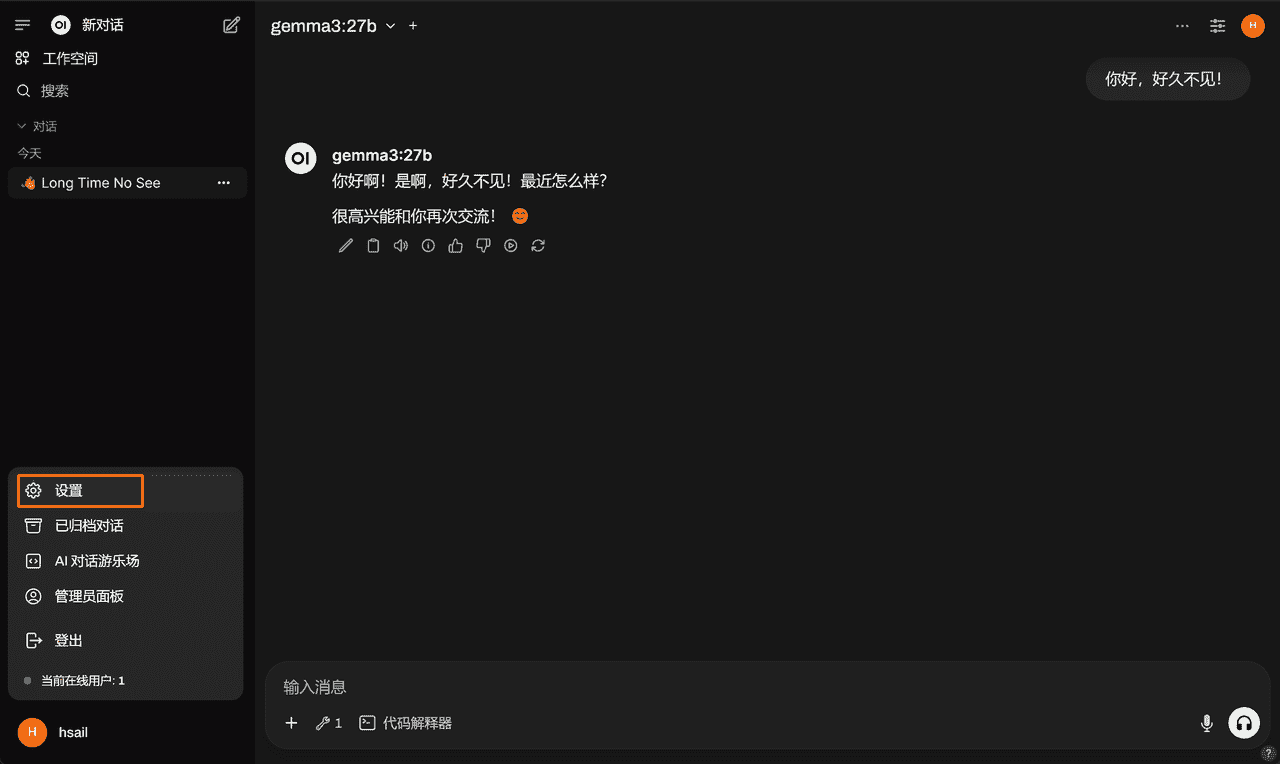 OI 新对话
工作空间
搜索
对话
今天
Long Time No See
设置
已归档对话
AI 对话游乐场
管理员面板
登出
当前在线用户: 1
H hsail
gemma3:27b
H
你好，好久不见！
OI gemma3:27b
你好啊！是啊，好久不见！最近怎么样？
很高兴能和你再次交流！
输入消息
1 代码解释器
?